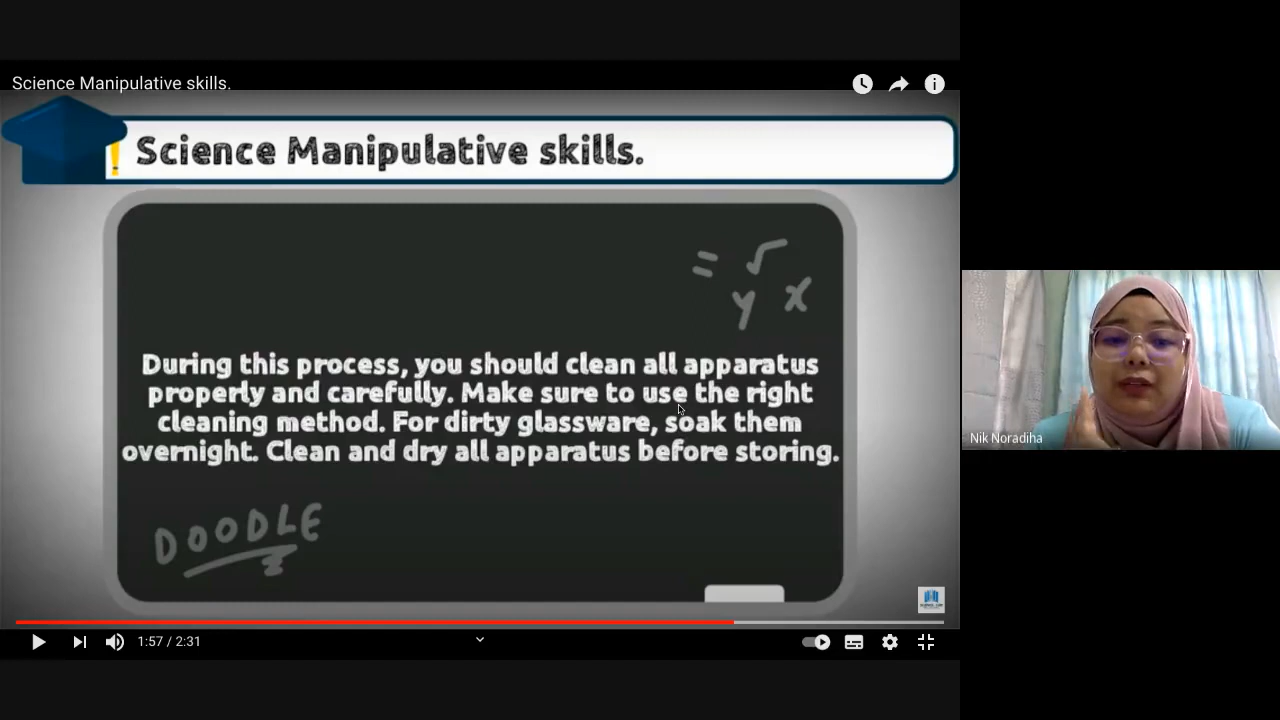 Science Manipulative skills.
Science Manipulative skills.
= √
y x
During this process, you should clean all apparatus
properly and carefully. Make sure to use the right
cleaning method. For dirty glassware, soak them
overnight. Clean and dry all apparatus before storing.
DOODLE
Nik Noradiha
1:57 / 2:31